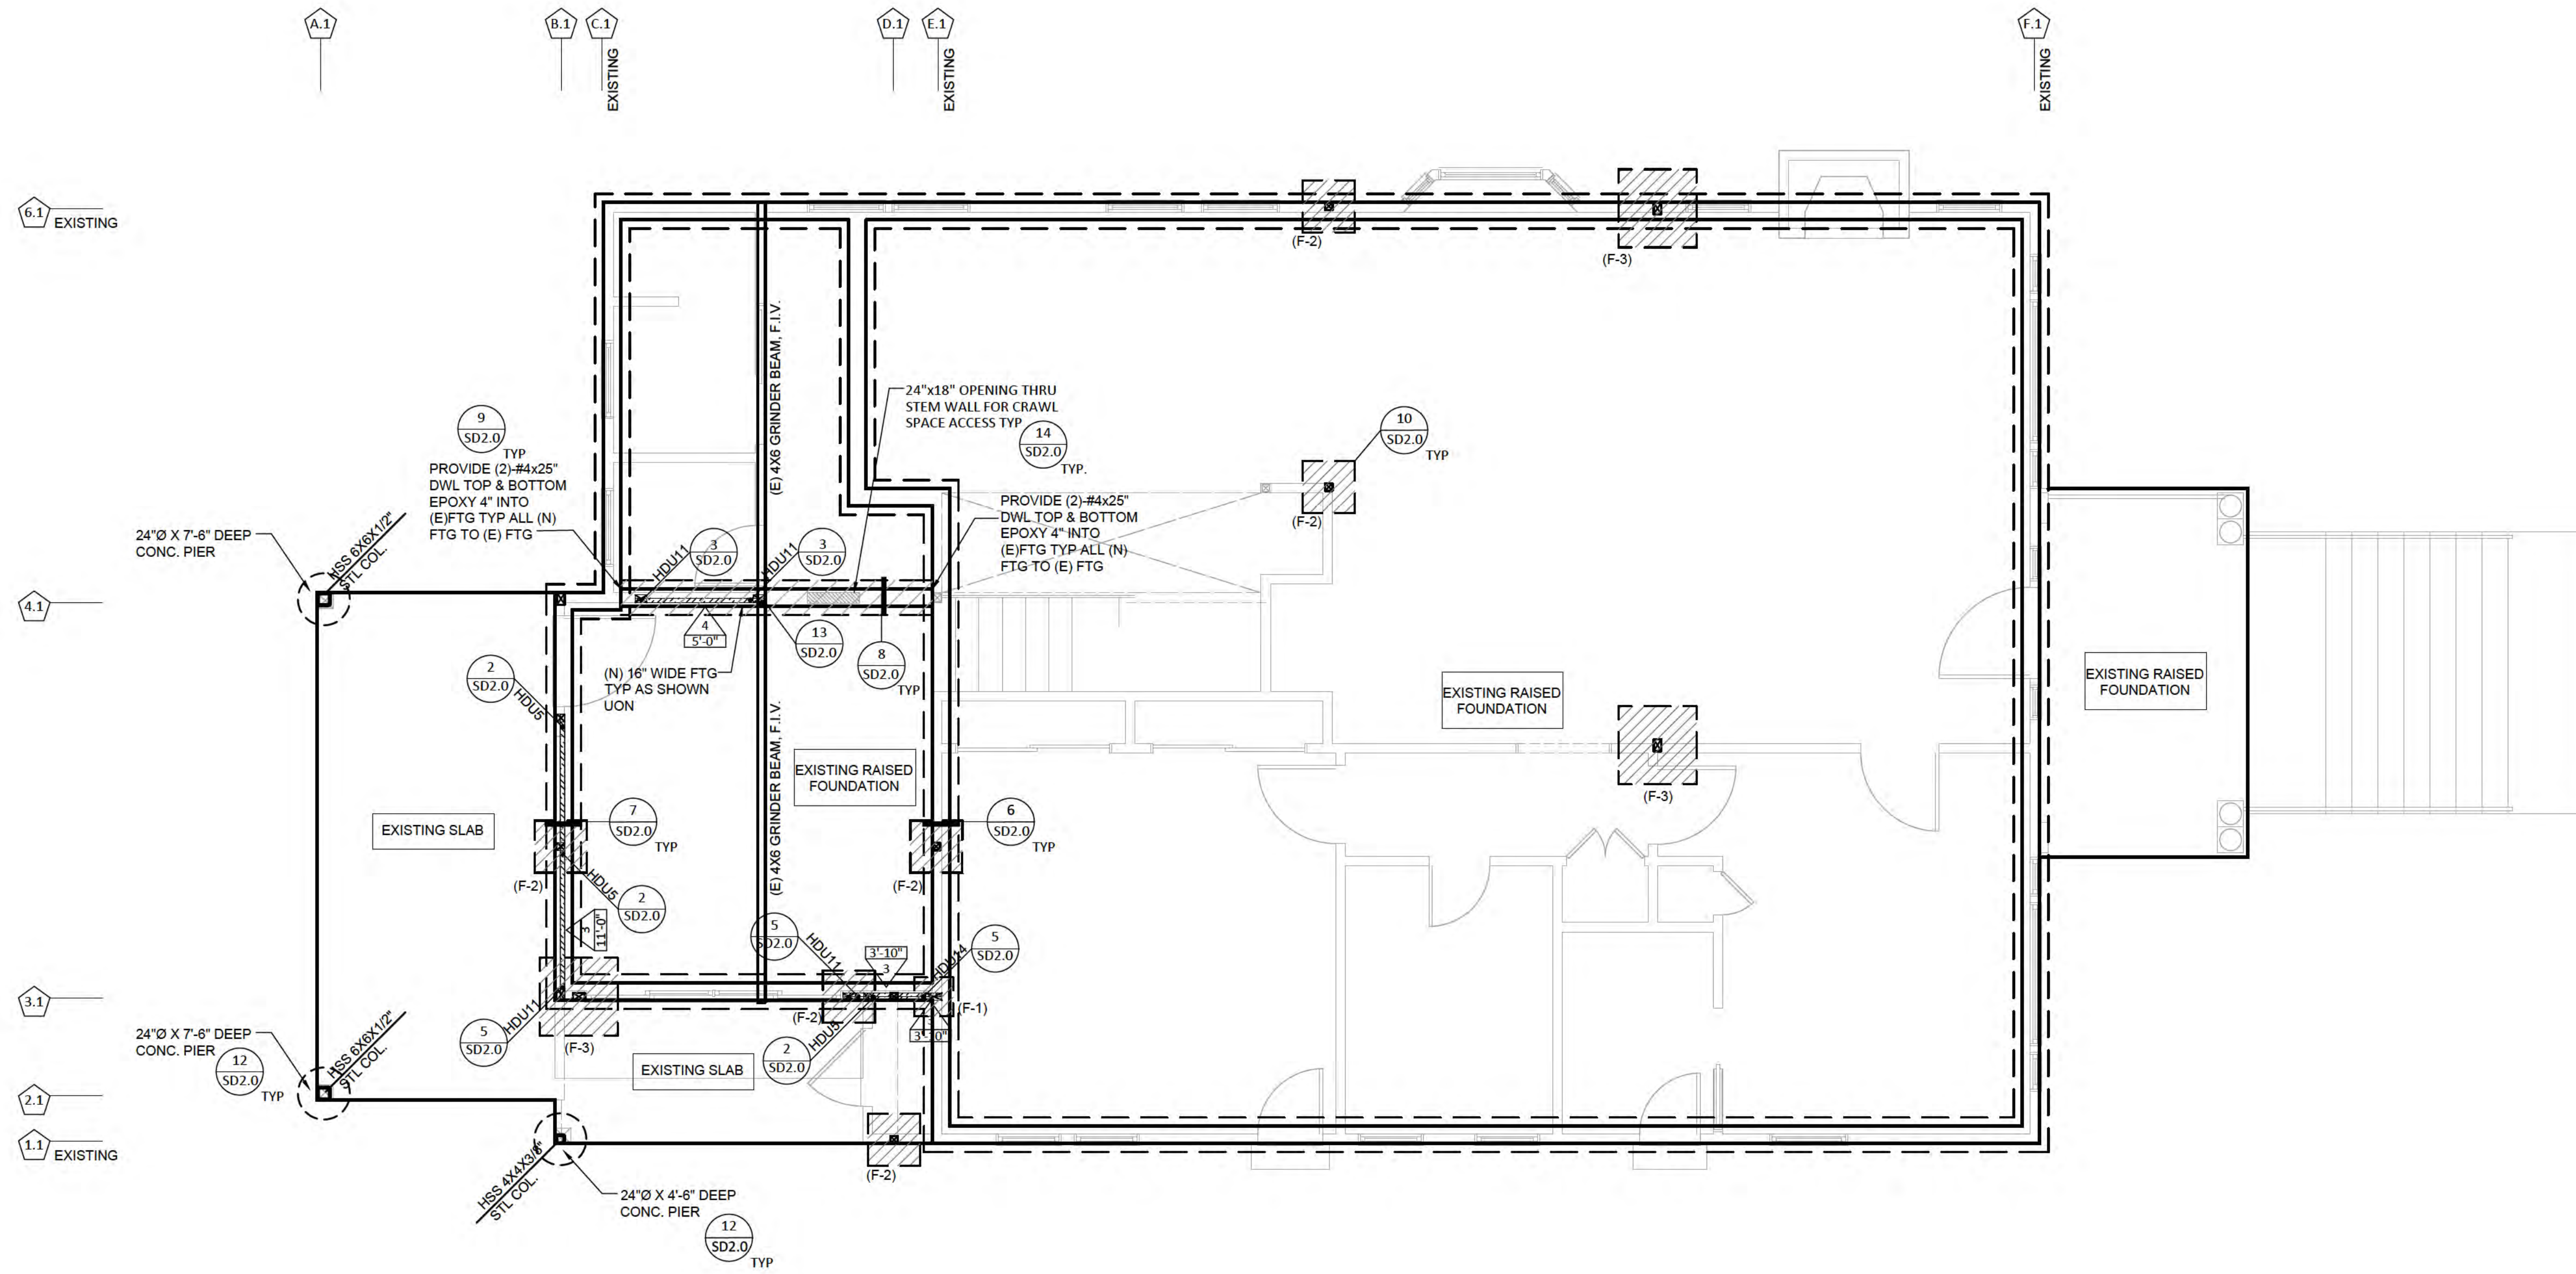 A.1
B.1
C.1
D.1
E.1
F.1
EXISTING
EXISTING
EXISTING
6.1
EXISTING
(F-2)
(F-3)
(E) 4X6 GRINDER BEAM, F.I.V.
24"x18" OPENING THRU
STEM WALL FOR CRAWL
SPACE ACCESS TYP
14
SD2.0
TYP.
10
SD2.0
TYP
9
SD2.0
TYP
PROVIDE (2)-#4x25"
DWL TOP & BOTTOM
EPOXY 4" INTO
(E)FTG TYP ALL (N)
FTG TO (E) FTG
PROVIDE (2)-#4x25"
DWL TOP & BOTTOM
EPOXY 4" INTO
(E)FTG TYP ALL (N)
FTG TO (E) FTG
(F-2)
24"Ø X 7'-6" DEEP
CONC. PIER
HSS 6X6X1/2"
STL COL.
HDU11
3
SD2.0
HDU11
3
SD2.0
4.1
4
5'-0"
13
SD2.0
8
SD2.0
TYP
2
SD2.0
HDU5
(N) 16" WIDE FTG
TYP AS SHOWN
UON
EXISTING RAISED
FOUNDATION
EXISTING RAISED
FOUNDATION
(E) 4X6 GRINDER BEAM, F.I.V.
EXISTING RAISED
FOUNDATION
(F-3)
EXISTING SLAB
7
SD2.0
TYP
6
SD2.0
TYP
(F-2)
HDU5
2
SD2.0
(F-2)
3
11'-0"
5
SD2.0
HDU11
3'-10"
3
HDU14
5
SD2.0
3.1
(F-2)
(F-1)
3
3'-10"
HDU11
5
SD2.0
(F-3)
HDU5
2
SD2.0
EXISTING SLAB
24"Ø X 7'-6" DEEP
CONC. PIER
12
SD2.0
TYP
HSS 6X6X1/2"
STL COL.
2.1
1.1
EXISTING
HSS 4X4X3/8"
STL COL.
(F-2)
24"Ø X 4'-6" DEEP
CONC. PIER
12
SD2.0
TYP